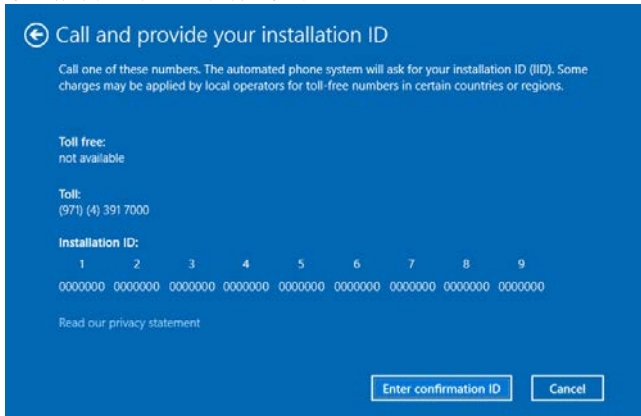 Call and provide your installation ID
Call one of these numbers. The automated phone system will ask for your installation ID (IID). Some
charges may be applied by local operators for toll-free numbers in certain countries or regions.
Toll free:
not available
Toll:
(971) (4) 391 7000
Installation ID:
1 2 3 4 5 6 7 8 9
0000000 0000000 0000000 0000000 0000000 0000000 0000000 0000000 0000000
Read our privacy statement
Enter confirmation ID Cancel